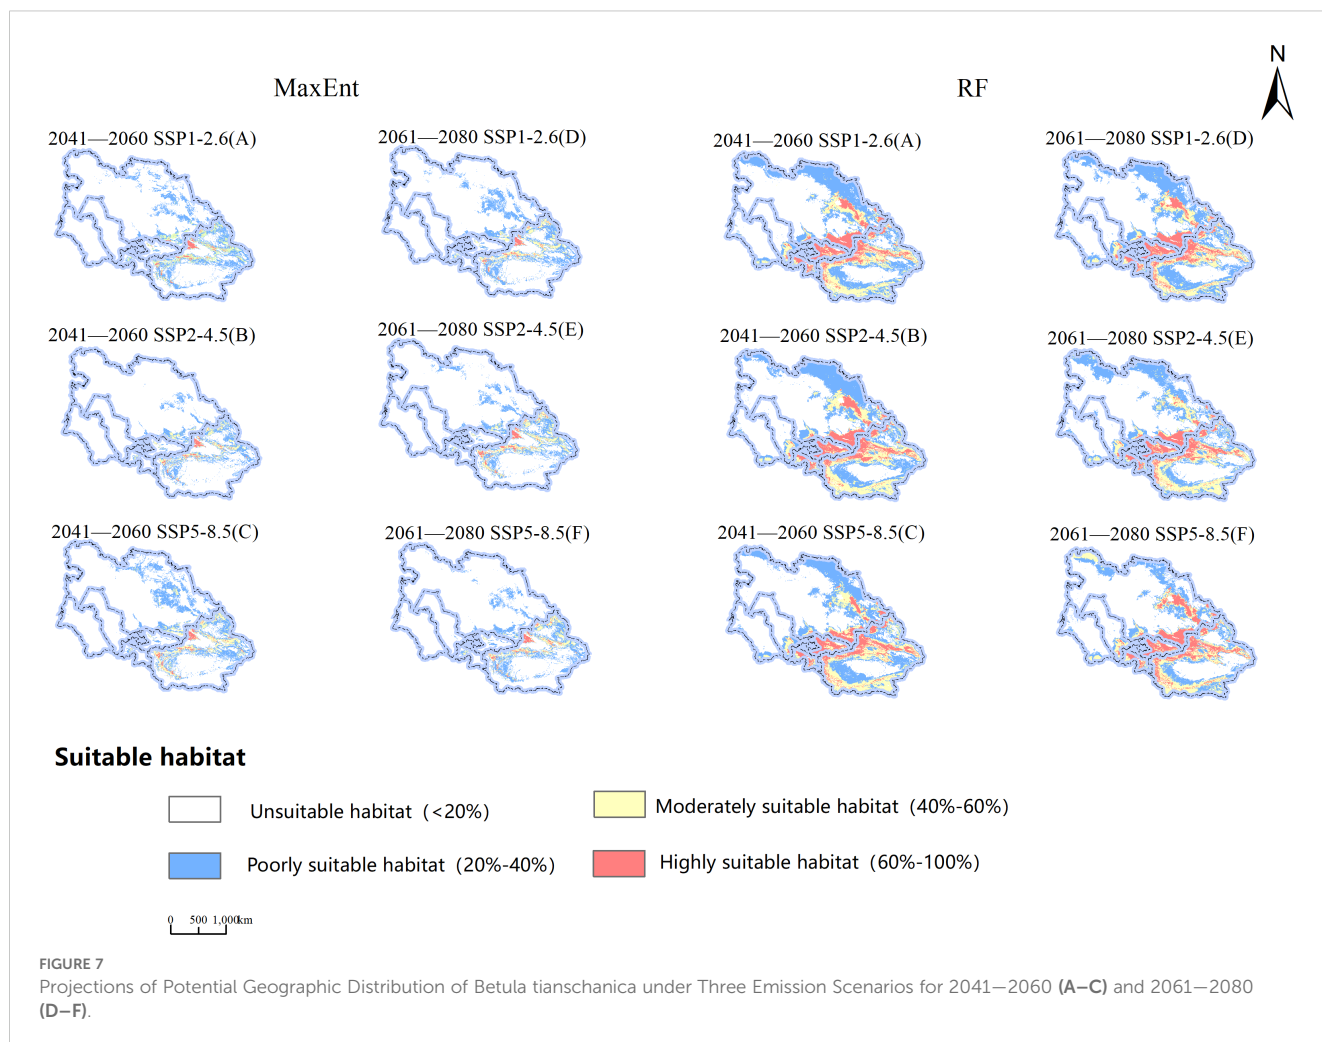 N
MaxEnt
RF
2041—2060 SSP1-2.6(A)
2061—2080 SSP1-2.6(D)
2041—2060 SSP1-2.6(A)
2061—2080 SSP1-2.6(D)
2041—2060 SSP2-4.5(B)
2061—2080 SSP2-4.5(E)
2041—2060 SSP2-4.5(B)
2061—2080 SSP2-4.5(E)
2041—2060 SSP5-8.5(C)
2061—2080 SSP5-8.5(F)
2041—2060 SSP5-8.5(C)
2061—2080 SSP5-8.5(F)
Suitable habitat
Unsuitable habitat (<20%)
Moderately suitable habitat (40%-60%)
Poorly suitable habitat (20%-40%)
Highly suitable habitat (60%-100%)
0 500 1,000km
FIGURE 7
Projections of Potential Geographic Distribution of Betula tianschanica under Three Emission Scenarios for 2041—2060 (A–C) and 2061—2080
(D–F).